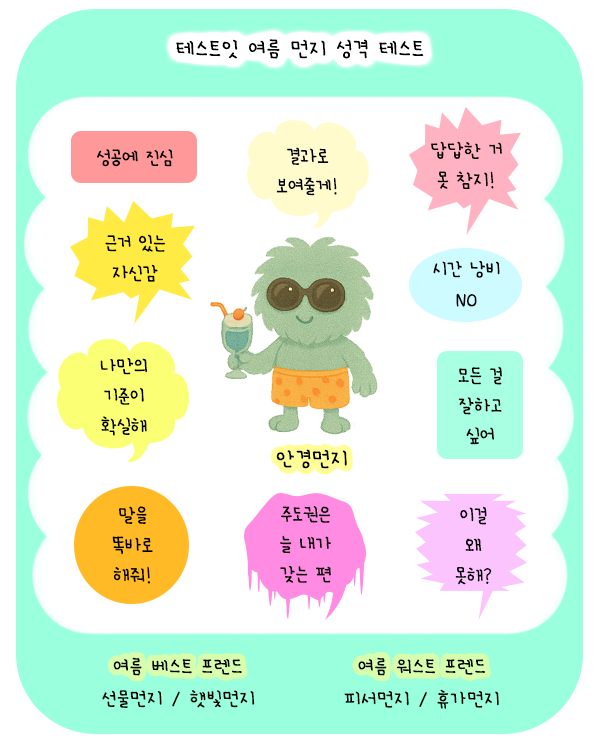 테스트잇 여름 먼지 성격 테스트
성공에 진심
결과로
보여줄게!
답답한 거
못 참지!
근거 있는
자신감
시간 낭비
NO
나만의
기준이
확실해
모든 걸
잘하고
싶어
안경먼지
말을
똑바로
해줘!
주도권은
늘 내가
갖는 편
이걸
왜
못해?
여름 베스트 프렌드
여름 워스트 프렌드
선물먼지 / 햇빛먼지
피서먼지 / 휴가먼지